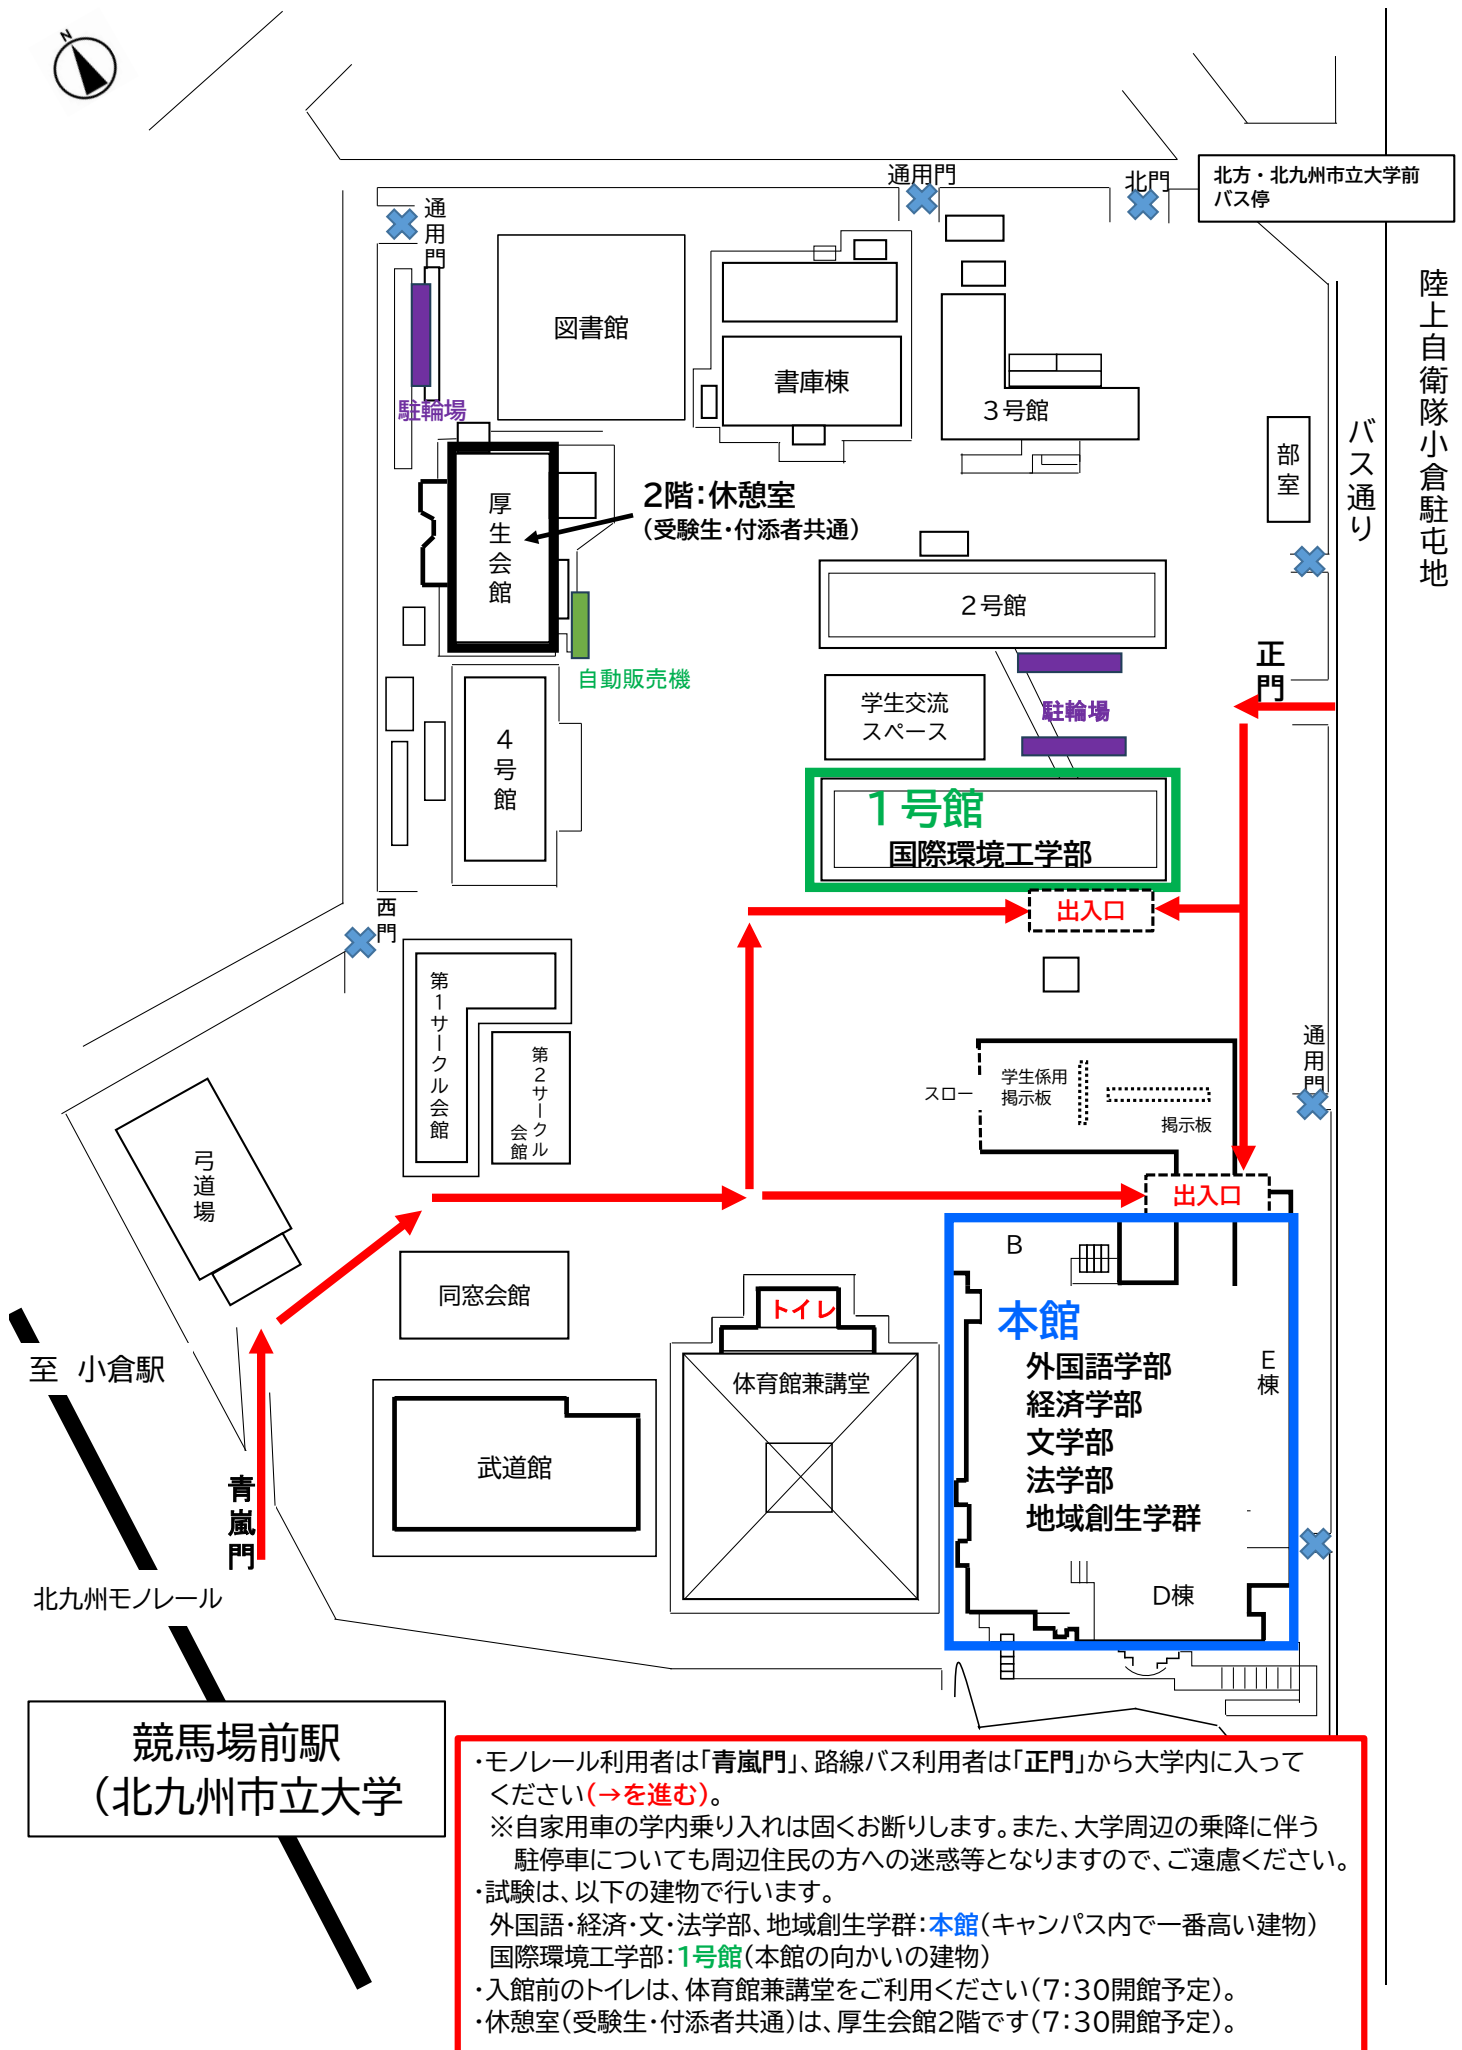 N
通用門
北門
北方・北九州市立大学前
バス停
通用門
図書館
書庫棟
3号館
駐輪場
部室
バス通り
陸上自衛隊小倉駐屯地
2階:休憩室
(受験生・付添者共通)
厚生会館
2号館
自動販売機
正門
学生交流
スペース
駐輪場
4号館
1号館
国際環境工学部
出入口
西門
第1サークル会館
第2サークル
会館
スロー
学生係用
掲示板
掲示板
通用門
弓道場
出入口
同窓会館
トイレ
体育館兼講堂
B
本館
外国語学部
経済学部
文学部
法学部
地域創生学群
E棟
D棟
至 小倉駅
武道館
青嵐門
北九州モノレール
競馬場前駅
(北九州市立大学
・モノレール利用者は「青嵐門」、路線バス利用者は「正門」から大学内に入って
ください(→を進む)。
※自家用車の学内乗り入れは固くお断りします。また、大学周辺の乗降に伴う
駐停車についても周辺住民の方への迷惑等となりますので、ご遠慮ください。
・試験は、以下の建物で行います。
外国語・経済・文・法学部、地域創生学群:本館(キャンパス内で一番高い建物)
国際環境工学部:1号館(本館の向かいの建物)
・入館前のトイレは、体育館兼講堂をご利用ください(7:30開館予定)。
・休憩室(受験生・付添者共通)は、厚生会館2階です(7:30開館予定)。